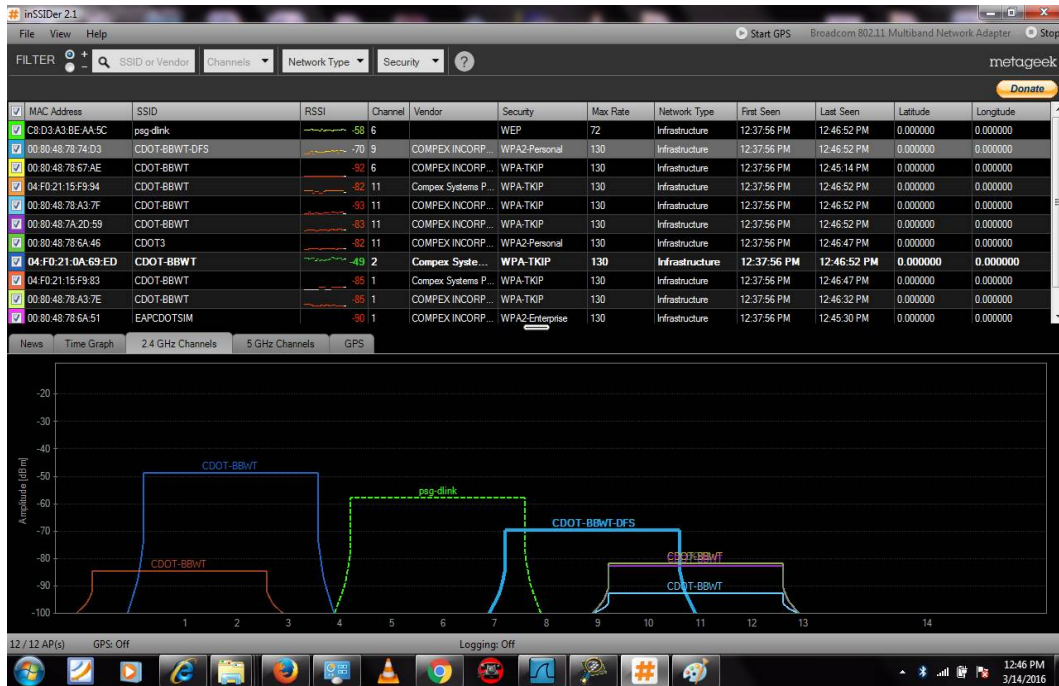 inSSIDer 2.1
File View Help
Start GPS Broadcom 802.11 Multiband Network Adapter Stop
FILTER + - SSID or Vendor Channels Network Type Security ? metageek
Donate
MAC Address SSID RSSI Channel Vendor Security Max Rate Network Type First Seen Last Seen Latitude Longitude
C8:D3:A3:BE:AA:5C psg-dlink -58 6 WEP 72 Infrastructure 12:37:56 PM 12:46:52 PM 0.000000 0.000000
00:80:48:78:74:D3 CDOT-BBWT-DFS -70 9 COMPEX INCORP... WPA2-Personal 130 Infrastructure 12:37:56 PM 12:46:52 PM 0.000000 0.000000
00:80:48:78:67:AE CDOT-BBWT -92 6 COMPEX INCORP... WPA-TKIP 130 Infrastructure 12:37:56 PM 12:45:14 PM 0.000000 0.000000
04:F0:21:15:F9:94 CDOT-BBWT -82 11 Compex Systems P... WPA-TKIP 130 Infrastructure 12:37:56 PM 12:46:52 PM 0.000000 0.000000
00:80:48:78:A3:7F CDOT-BBWT -93 11 COMPEX INCORP... WPA-TKIP 130 Infrastructure 12:37:56 PM 12:46:52 PM 0.000000 0.000000
00:80:48:7A:2D:59 CDOT-BBWT -83 11 COMPEX INCORP... WPA-TKIP 130 Infrastructure 12:37:56 PM 12:46:52 PM 0.000000 0.000000
00:80:48:78:6A:46 CDOT3 -82 11 COMPEX INCORP... WPA2-Personal 130 Infrastructure 12:37:56 PM 12:46:47 PM 0.000000 0.000000
04:F0:21:0A:69:ED CDOT-BBWT -49 2 Compex Syste... WPA-TKIP 130 Infrastructure 12:37:56 PM 12:46:52 PM 0.000000 0.000000
04:F0:21:15:F9:83 CDOT-BBWT -85 1 Compex Systems P... WPA-TKIP 130 Infrastructure 12:37:56 PM 12:46:47 PM 0.000000 0.000000
00:80:48:78:A3:7E CDOT-BBWT -85 1 COMPEX INCORP... WPA-TKIP 130 Infrastructure 12:37:56 PM 12:46:32 PM 0.000000 0.000000
00:80:48:78:6A:51 EAPCDOTSIM -90 1 COMPEX INCORP... WPA2-Enterprise 130 Infrastructure 12:37:56 PM 12:45:30 PM 0.000000 0.000000
News Time Graph 2.4 GHz Channels 5 GHz Channels GPS
Amplitude [dBm]
-20
-30
-40
-50
-60
-70
-80
-90
-100
CDOT-BBWT
psg-dlink
CDOT-BBWT-DFS
CDOT-BBWT
CDOT-BBWT
CDOT-BBWT
1 2 3 4 5 6 7 8 9 10 11 12 13 14
12 / 12 AP(s) GPS: Off Logging: Off
12:46 PM
3/14/2016